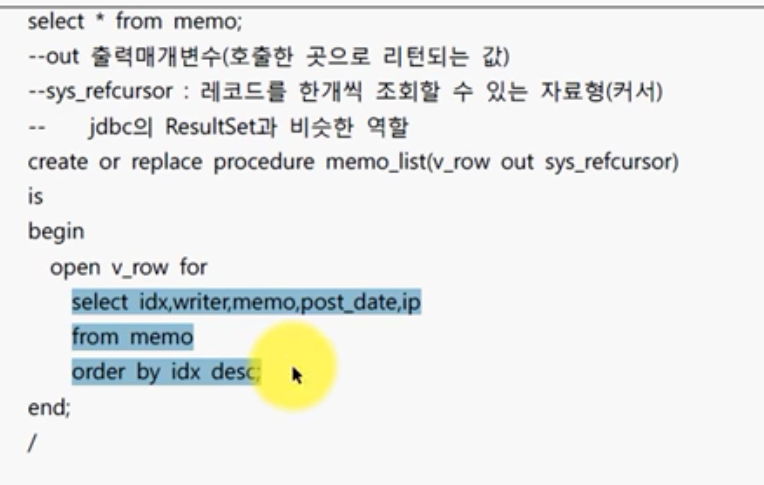 select * from memo;
--out 출력매개변수(호출한 곳으로 리턴되는 값)
--sys_refcursor : 레코드를 한개씩 조회할 수 있는 자료형(커서)
-- jdbc의 ResultSet과 비슷한 역할
create or replace procedure memo_list(v_row out sys_refcursor)
is
begin
open v_row for
select idx,writer,memo,post_date,ip
from memo
order by idx desc;
end;
/